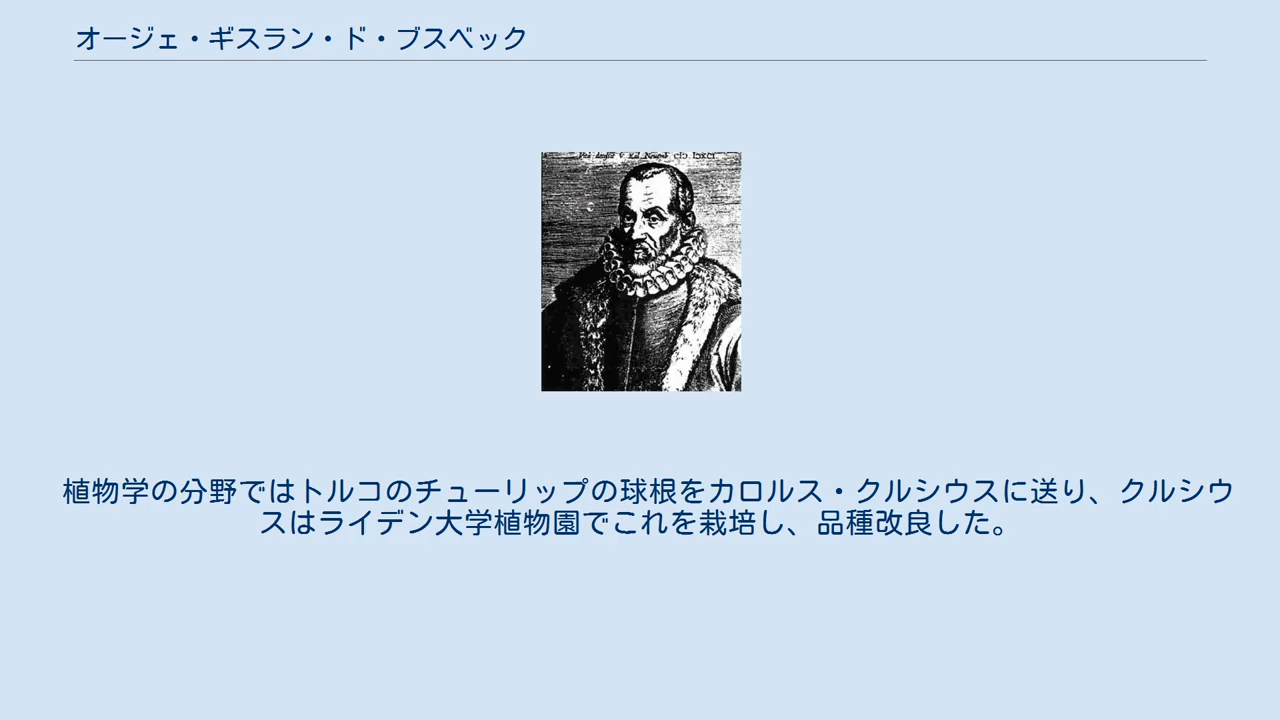 オージェ・ギスラン・ド・ブスベック
植物学の分野ではトルコのチューリップの球根をカロルス・クルシウスに送り、クルシウ
スはライデン大学植物園でこれを栽培し、品種改良した。